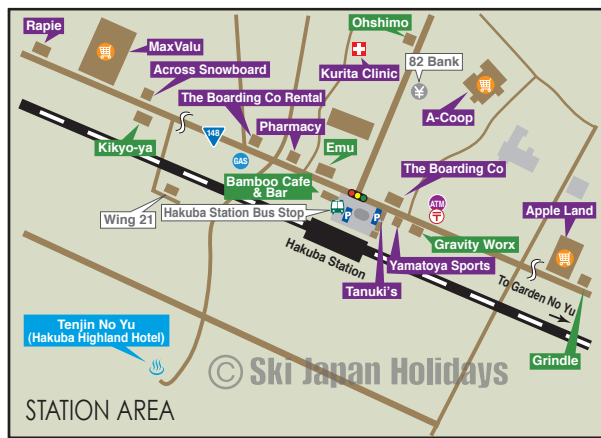 Rapie
MaxValu
Across Snowboard
The Boarding Co Rental
Pharmacy
Ohshimo
Kurita Clinic
82 Bank
¥
A-Coop
Kikyo-ya
148
GAS
Emu
Bamboo Cafe
& Bar
The Boarding Co
ATM
〒
Apple Land
Wing 21
Hakuba Station Bus Stop
P
P
Gravity Worx
Hakuba Station
Yamatoya Sports
Tanuki's
To Garden No Yu
Tenjin No Yu
(Hakuba Highland Hotel)
Grindle
© Ski Japan Holidays
STATION AREA